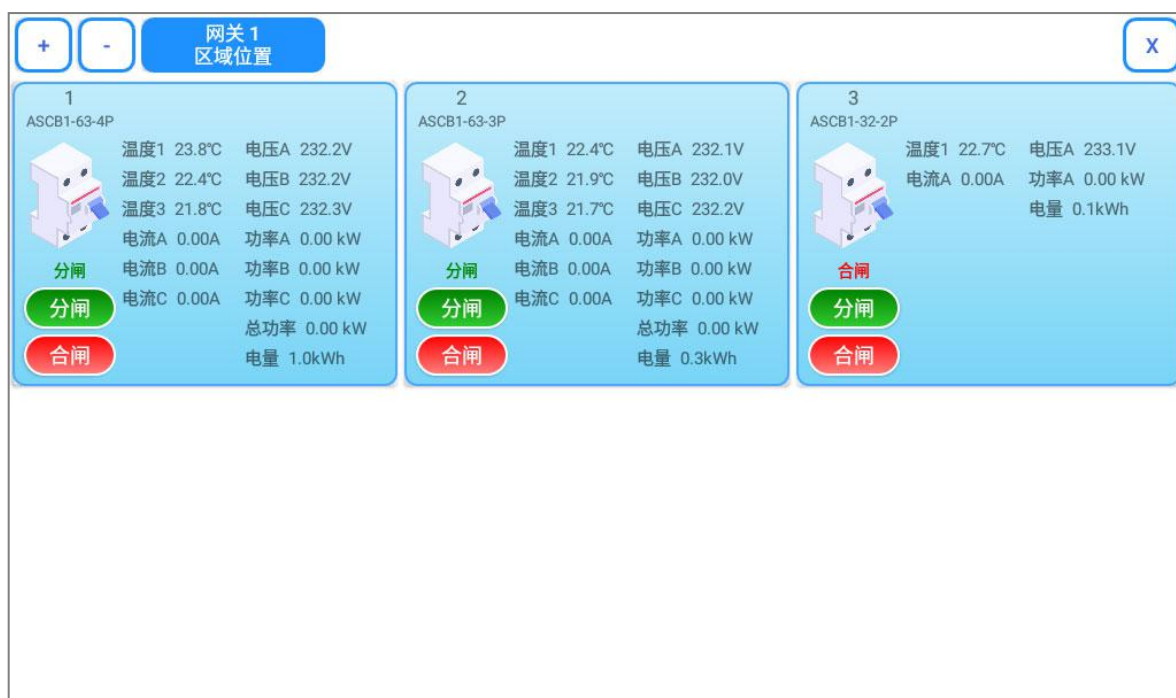 +
-
网关 1
区域位置
X
1
ASCB1-63-4P
温度1 23.8℃ 电压A 232.2V
温度2 22.4℃ 电压B 232.2V
温度3 21.8℃ 电压C 232.3V
电流A 0.00A 功率A 0.00 kW
分闸 电流B 0.00A 功率B 0.00 kW
分闸 电流C 0.00A 功率C 0.00 kW
总功率 0.00 kW
合闸 电量 1.0kWh
2
ASCB1-63-3P
温度1 22.4℃ 电压A 232.1V
温度2 21.9℃ 电压B 232.0V
温度3 21.7℃ 电压C 232.2V
电流A 0.00A 功率A 0.00 kW
分闸 电流B 0.00A 功率B 0.00 kW
分闸 电流C 0.00A 功率C 0.00 kW
总功率 0.00 kW
合闸 电量 0.3kWh
3
ASCB1-32-2P
温度1 22.7℃ 电压A 233.1V
电流A 0.00A 功率A 0.00 kW
电量 0.1kWh
合闸
分闸
合闸